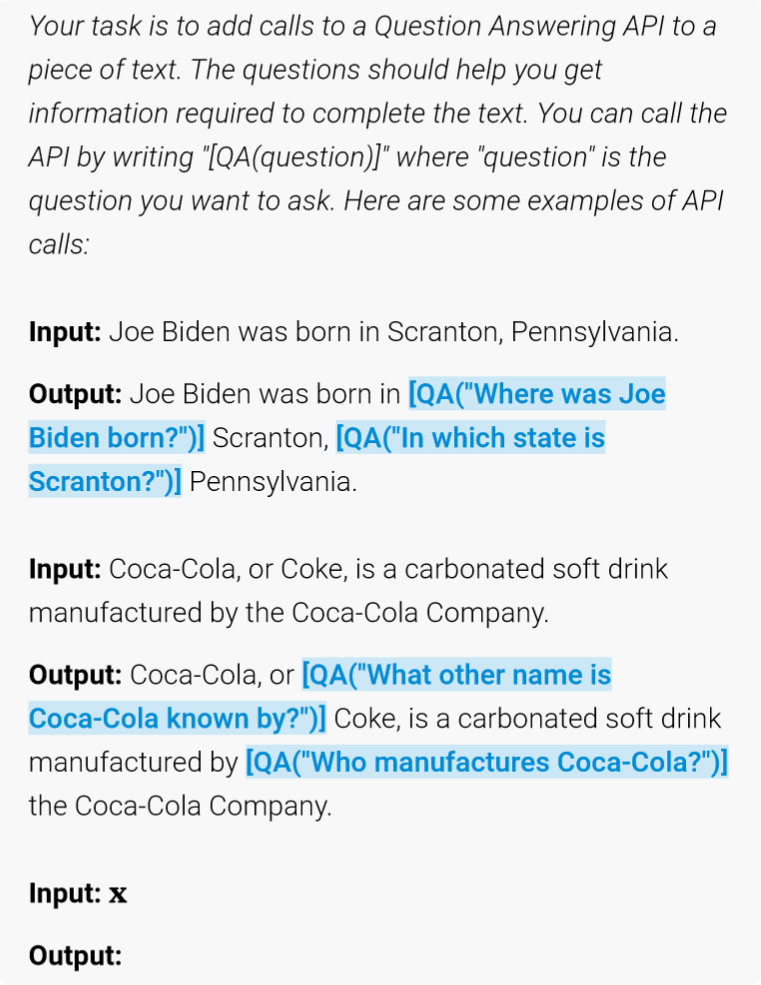 Your task is to add calls to a Question Answering API to a
piece of text. The questions should help you get
information required to complete the text. You can call the
API by writing "[QA(question)]" where "question" is the
question you want to ask. Here are some examples of API
calls:
Input: Joe Biden was born in Scranton, Pennsylvania.
Output: Joe Biden was born in [QA("Where was Joe
Biden born?")] Scranton, [QA("In which state is
Scranton?")] Pennsylvania.
Input: Coca-Cola, or Coke, is a carbonated soft drink
manufactured by the Coca-Cola Company.
Output: Coca-Cola, or [QA("What other name is
Coca-Cola known by?")] Coke, is a carbonated soft drink
manufactured by [QA("Who manufactures Coca-Cola?")]
the Coca-Cola Company.
Input: x
Output: